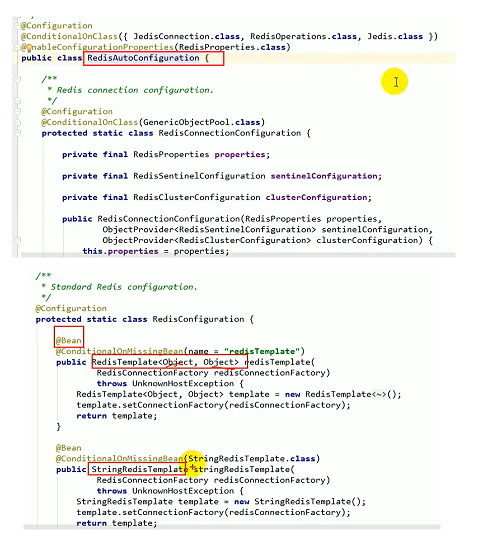 */
@Configuration
@ConditionalOnClass({ JedisConnection.class, RedisOperations.class, Jedis.class })
@EnableConfigurationProperties(RedisProperties.class)
public class RedisAutoConfiguration {
/**
* Redis connection configuration.
*/
@Configuration
@ConditionalOnClass(GenericObjectPool.class)
protected static class RedisConnectionConfiguration {
private final RedisProperties properties;
private final RedisSentinelConfiguration sentinelConfiguration;
private final RedisClusterConfiguration clusterConfiguration;
public RedisConnectionConfiguration(RedisProperties properties,
ObjectProvider<RedisSentinelConfiguration> sentinelConfiguration,
ObjectProvider<RedisClusterConfiguration> clusterConfiguration) {
this.properties = properties;
/**
* Standard Redis configuration.
*/
@Configuration
protected static class RedisConfiguration {
@Bean
@ConditionalOnMissingBean(name = "redisTemplate")
public RedisTemplate<Object, Object> redisTemplate(
RedisConnectionFactory redisConnectionFactory)
throws UnknownHostException {
RedisTemplate<Object, Object> template = new RedisTemplate<~>();
template.setConnectionFactory(redisConnectionFactory);
return template;
}
@Bean
@ConditionalOnMissingBean(StringRedisTemplate.class)
public StringRedisTemplate stringRedisTemplate(
RedisConnectionFactory redisConnectionFactory)
throws UnknownHostException {
StringRedisTemplate template = new StringRedisTemplate();
template.setConnectionFactory(redisConnectionFactory);
return template;